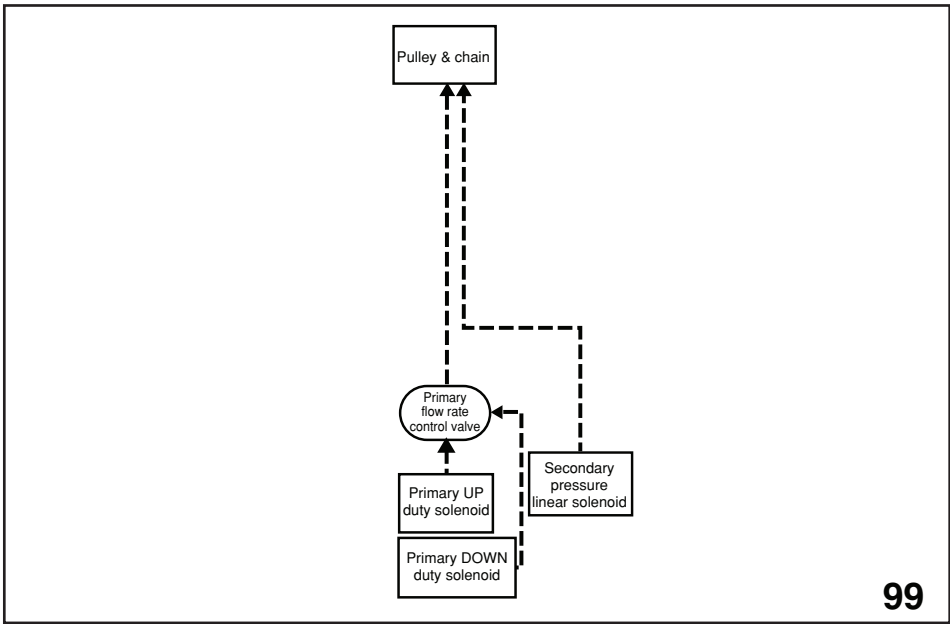 Pulley & chain
Primary
flow rate
control valve
Primary UP
duty solenoid
Secondary
pressure
linear solenoid
Primary DOWN
duty solenoid
99